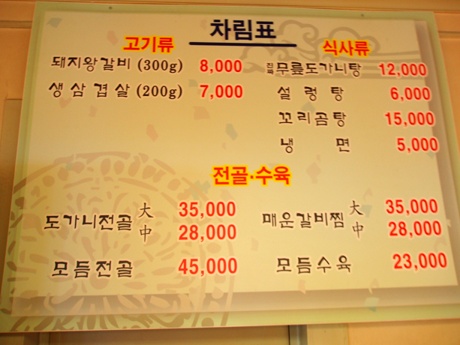 차림표
고기류
돼지왕갈비 (300g) 8,000
생삼겹살 (200g) 7,000
식사류
무릎도가니탕 12,000
설렁탕 6,000
꼬리곰탕 15,000
냉면 5,000
전골·수육
도가니전골 大 35,000
中 28,000
모듬전골 45,000
매운갈비찜 大 35,000
中 28,000
모듬수육 23,000